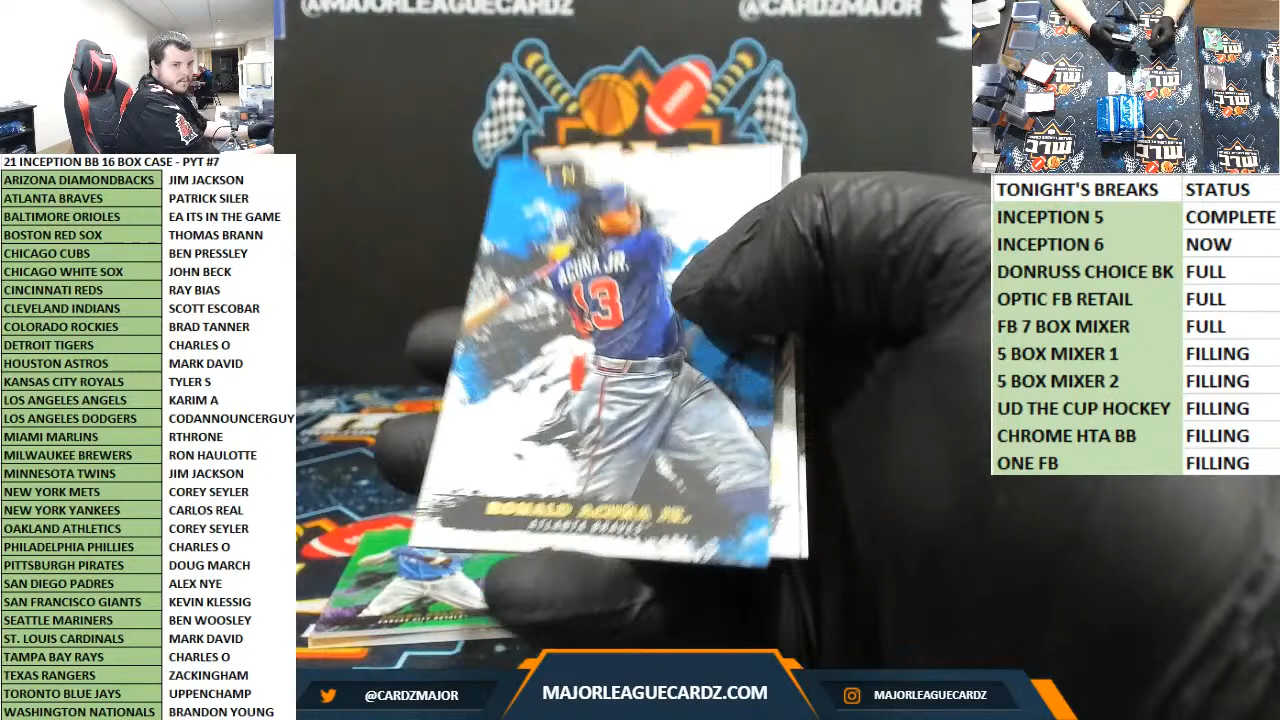 @MAJORLEAGUECARDZ
@CARDZMAJOR
21 INCEPTION BB 16 BOX CASE - PYT #7
ARIZONA DIAMONDBACKS JIM JACKSON
ATLANTA BRAVES PATRICK SILER
BALTIMORE ORIOLES EA ITS IN THE GAME
BOSTON RED SOX THOMAS BRANN
CHICAGO CUBS BEN PRESSLEY
CHICAGO WHITE SOX JOHN BECK
CINCINNATI REDS RAY BIAS
CLEVELAND INDIANS SCOTT ESCOBAR
COLORADO ROCKIES BRAD TANNER
DETROIT TIGERS CHARLES O
HOUSTON ASTROS MARK DAVID
KANSAS CITY ROYALS TYLER S
LOS ANGELES ANGELS KARIM A
LOS ANGELES DODGERS CODANNOUNCERGUY
MIAMI MARLINS RTHRONE
MILWAUKEE BREWERS RON HAULOTTE
MINNESOTA TWINS JIM JACKSON
NEW YORK METS COREY SEYLER
NEW YORK YANKEES CARLOS REAL
OAKLAND ATHLETICS COREY SEYLER
PHILADELPHIA PHILLIES CHARLES O
PITTSBURGH PIRATES DOUG MARCH
SAN DIEGO PADRES ALEX NYE
SAN FRANCISCO GIANTS KEVIN KLESSIG
SEATTLE MARINERS BEN WOOSLEY
ST. LOUIS CARDINALS MARK DAVID
TAMPA BAY RAYS CHARLES O
TEXAS RANGERS ZACKINGHAM
TORONTO BLUE JAYS UPPENCHAMP
WASHINGTON NATIONALS BRANDON YOUNG
ACUÑA JR.
13
RONALD ACUÑA JR.
ATLANTA BRAVES
TONIGHT'S BREAKS STATUS
INCEPTION 5 COMPLETE
INCEPTION 6 NOW
DONRUSS CHOICE BK FULL
OPTIC FB RETAIL FULL
FB 7 BOX MIXER FULL
5 BOX MIXER 1 FILLING
5 BOX MIXER 2 FILLING
UD THE CUP HOCKEY FILLING
CHROME HTA BB FILLING
ONE FB FILLING
@CARDZMAJOR
MAJORLEAGUECARDZ.COM
MAJORLEAGUECARDZ